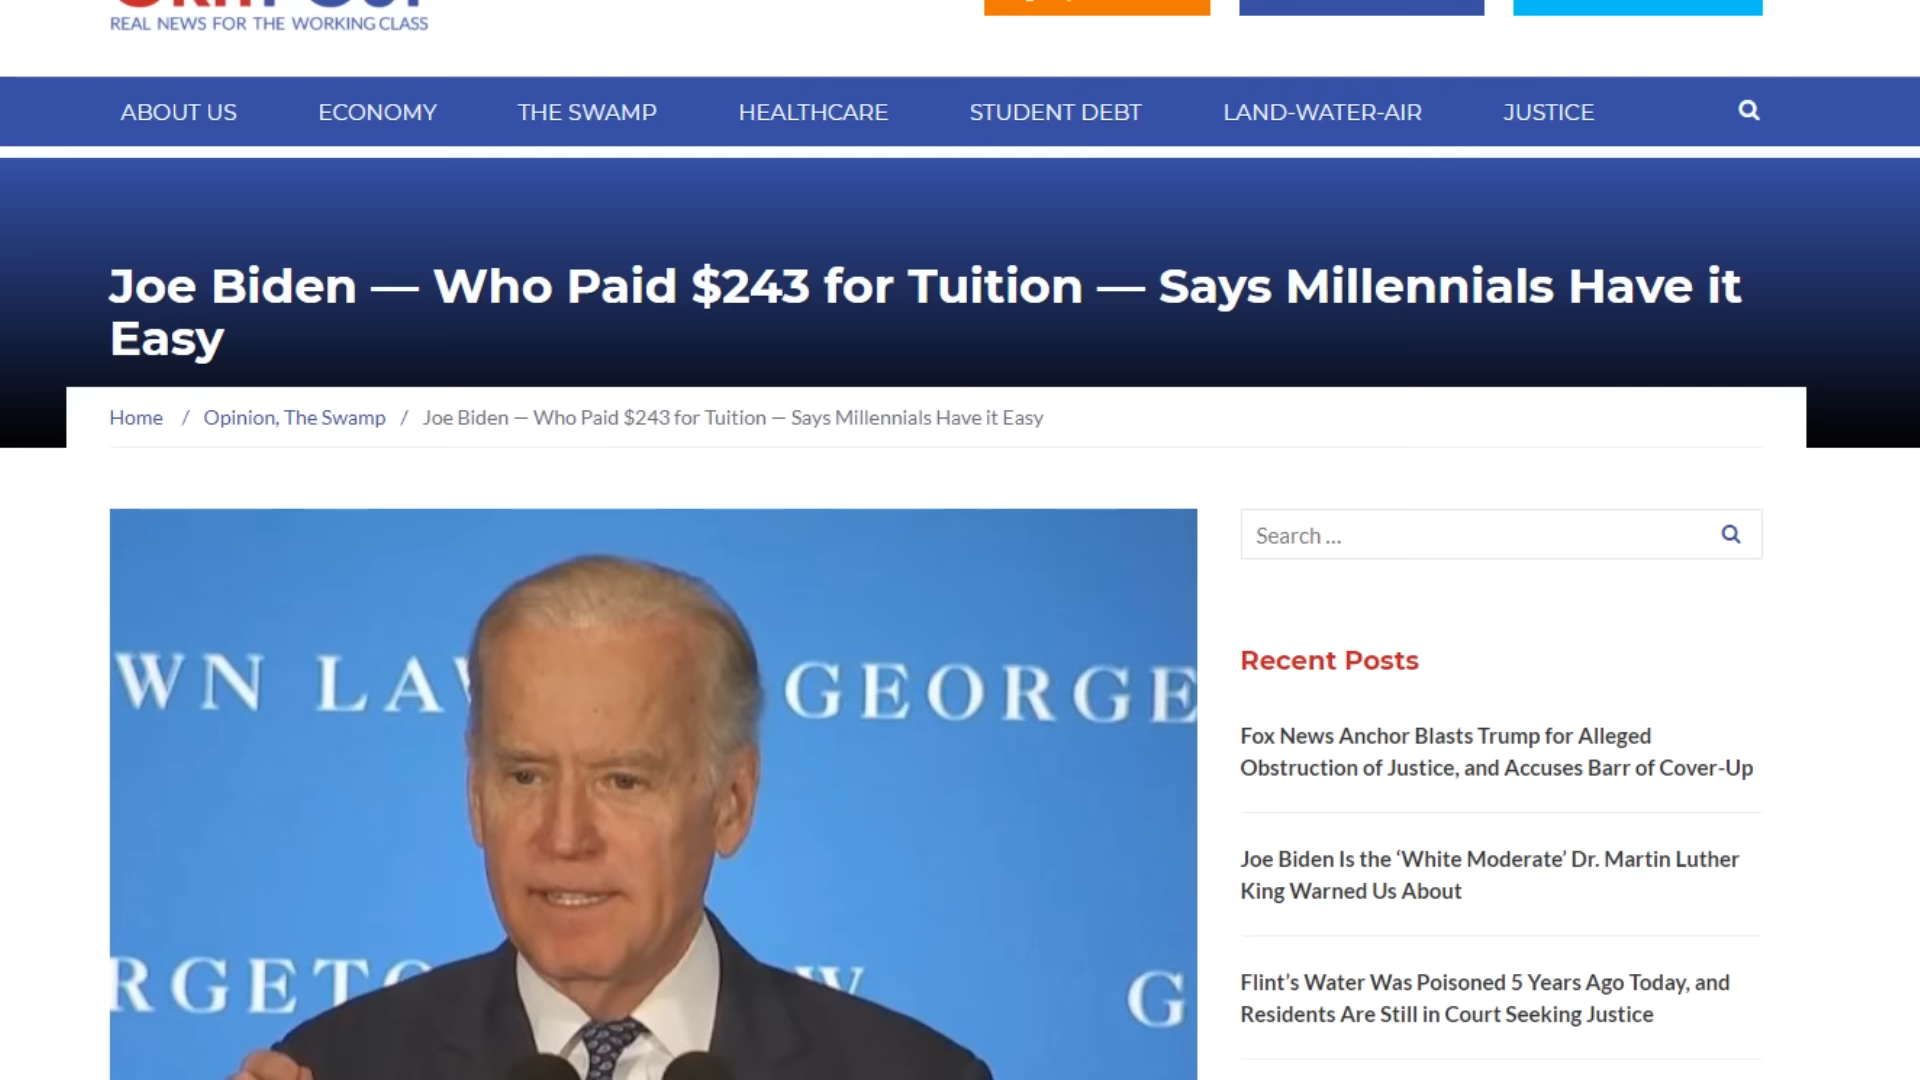 REAL NEWS FOR THE WORKING CLASS
ABOUT US
ECONOMY
THE SWAMP
HEALTHCARE
STUDENT DEBT
LAND-WATER-AIR
JUSTICE
Joe Biden — Who Paid $243 for Tuition — Says Millennials Have it
Easy
Home / Opinion, The Swamp / Joe Biden — Who Paid $243 for Tuition — Says Millennials Have it Easy
WN LA
GEORGE
RGETO
W
G
Search ...
Recent Posts
Fox News Anchor Blasts Trump for Alleged
Obstruction of Justice, and Accuses Barr of Cover-Up
Joe Biden Is the ‘White Moderate’ Dr. Martin Luther
King Warned Us About
Flint’s Water Was Poisoned 5 Years Ago Today, and
Residents Are Still in Court Seeking Justice